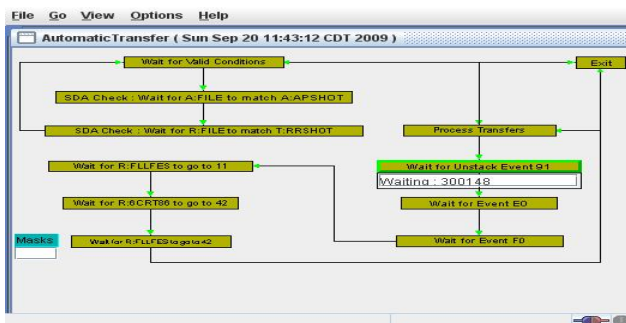 File Go View Options Help
AutomaticTransfer ( Sun Sep 20 11:43:12 CDT 2009 )
Wait for Valid Conditions
Exit
SDA Check : Wait for A:FILE to match A:APSHOT
SDA Check : Wait for R:FILE to match T:RRSHOT
Process Transfers
Wait for R:FLLFES to go to 11
Wait for Unstack Event 91
Waiting : 300148
Wait for R:6CRT86 to go to 42
Wait for Event E0
Masks
Wait for R:FLLFES to go to 42
Wait for Event F0